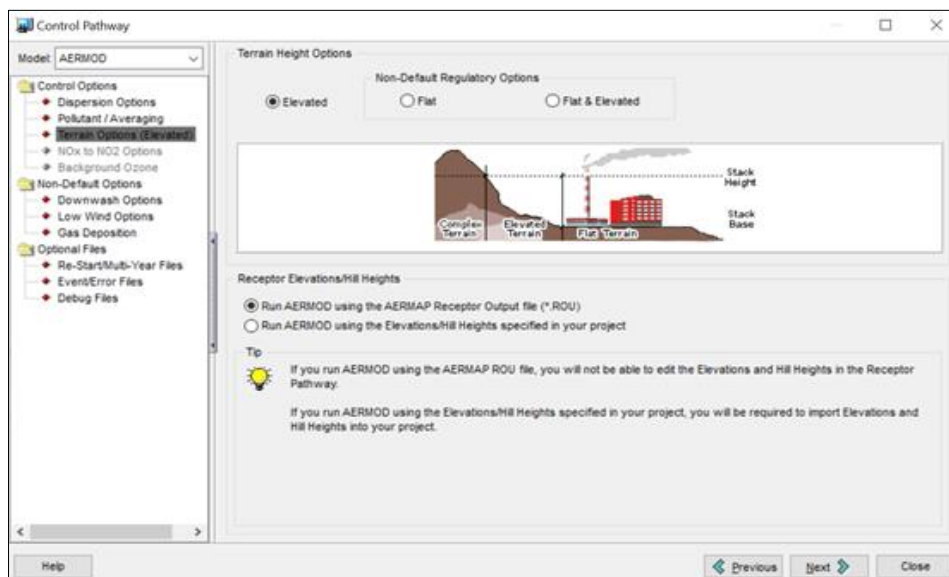 Control Pathway
Model: AERMOD
Control Options
Dispersion Options
Pollutant / Averaging
Terrain Options (Elevated)
NOx to NO2 Options
Background Ozone
Non-Default Options
Downwash Options
Low Wind Options
Gas Deposition
Optional Files
Re-Start/Multi-Year Files
Event/Error Files
Debug Files
Terrain Height Options
Non-Default Regulatory Options
Elevated
Flat
Flat & Elevated
Stack
Height
Stack
Base
Complex
Terrain
Elevated
Terrain
Flat Terrain
Receptor Elevations/Hill Heights
Run AERMOD using the AERMAP Receptor Output file (*.ROU)
Run AERMOD using the Elevations/Hill Heights specified in your project
Tip
If you run AERMOD using the AERMAP ROU file, you will not be able to edit the Elevations and Hill Heights in the Receptor
Pathway.
If you run AERMOD using the Elevations/Hill Heights specified in your project, you will be required to import Elevations and
Hill Heights into your project.
Help
Previous
Next
Close